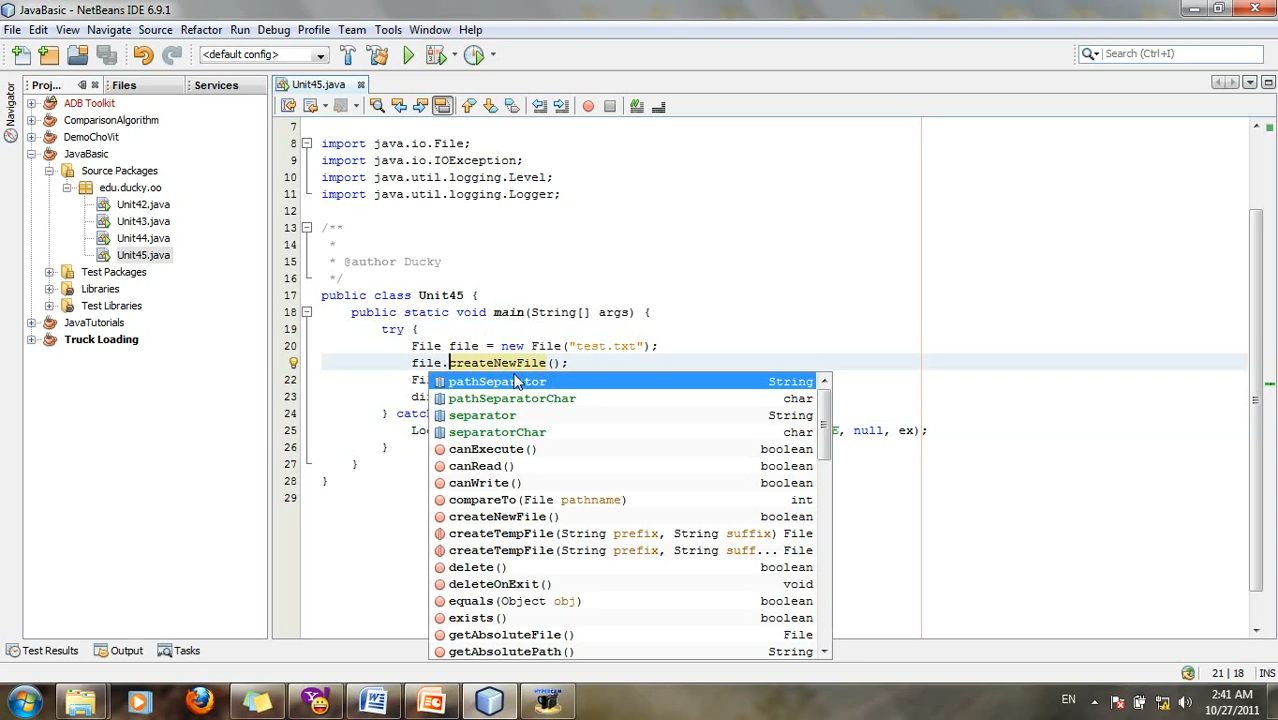 JavaBasic - NetBeans IDE 6.9.1
File Edit View Navigate Source Refactor Run Debug Profile Team Tools Window Help
<default config>
Search (Ctrl+I)
Proj... Files Services
Navigator
Unit45.java
ADB Toolkit
ComparisonAlgorithm
DemoChoVit
JavaBasic
Source Packages
edu.ducky.oo
Unit42.java
Unit43.java
Unit44.java
Unit45.java
Test Packages
Libraries
Test Libraries
JavaTutorials
Truck Loading
7
8 import java.io.File;
9 import java.io.IOException;
10 import java.util.logging.Level;
11 import java.util.logging.Logger;
12
13 /**
14 *
15 * @author Ducky
16 */
17 public class Unit45 {
18 public static void main(String[] args) {
19 try {
20 File file = new File("test.txt");
file.createNewFile();
22 Fi
23 di
24 } catc
25 Lo E, null, ex);
26 }
27 }
28 }
29
pathSeparator String
pathSeparatorChar char
separator String
separatorChar char
canExecute() boolean
canRead() boolean
canWrite() boolean
compareTo(File pathname) int
createNewFile() boolean
createTempFile(String prefix, String suffix) File
createTempFile(String prefix, String suff... File
delete() boolean
deleteOnExit() void
equals(Object obj) boolean
exists() boolean
getAbsoluteFile() File
getAbsolutePath() String
Test Results Output Tasks
21 | 18 INS
HYPERCAM
EN
2:41 AM
10/27/2011